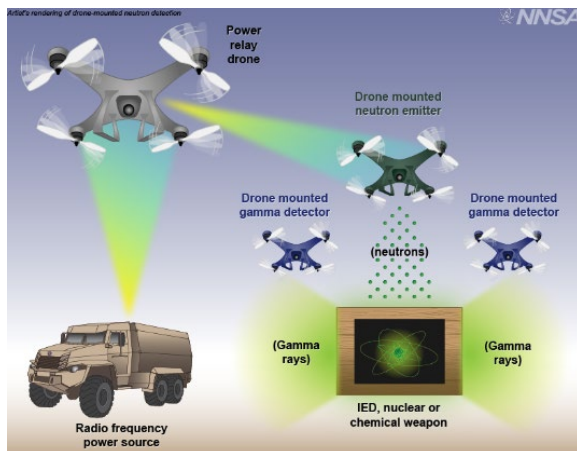 Artist's rendering of drone-mounted neutron detection
NNSA
Power
relay
drone
Drone mounted
neutron emitter
Drone mounted
gamma detector
Drone mounted
gamma detector
(neutrons)
(Gamma
rays)
(Gamma
rays)
IED, nuclear or
chemical weapon
Radio frequency
power source